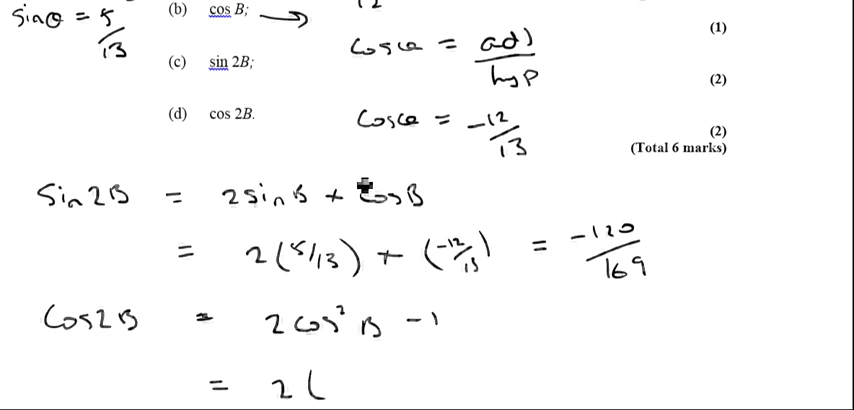 sinθ = 5/13
(b) cos B; → 12
(1)
cosθ = adj/hyp
(c) sin 2B;
(2)
(d) cos 2B.
cosθ = -12/13
(2)
(Total 6 marks)
Sin2B = 2sinB + cosB
= 2(5/13) + (-12/13) = -120/169
Cos2B = 2cos²B - 1
= 2(